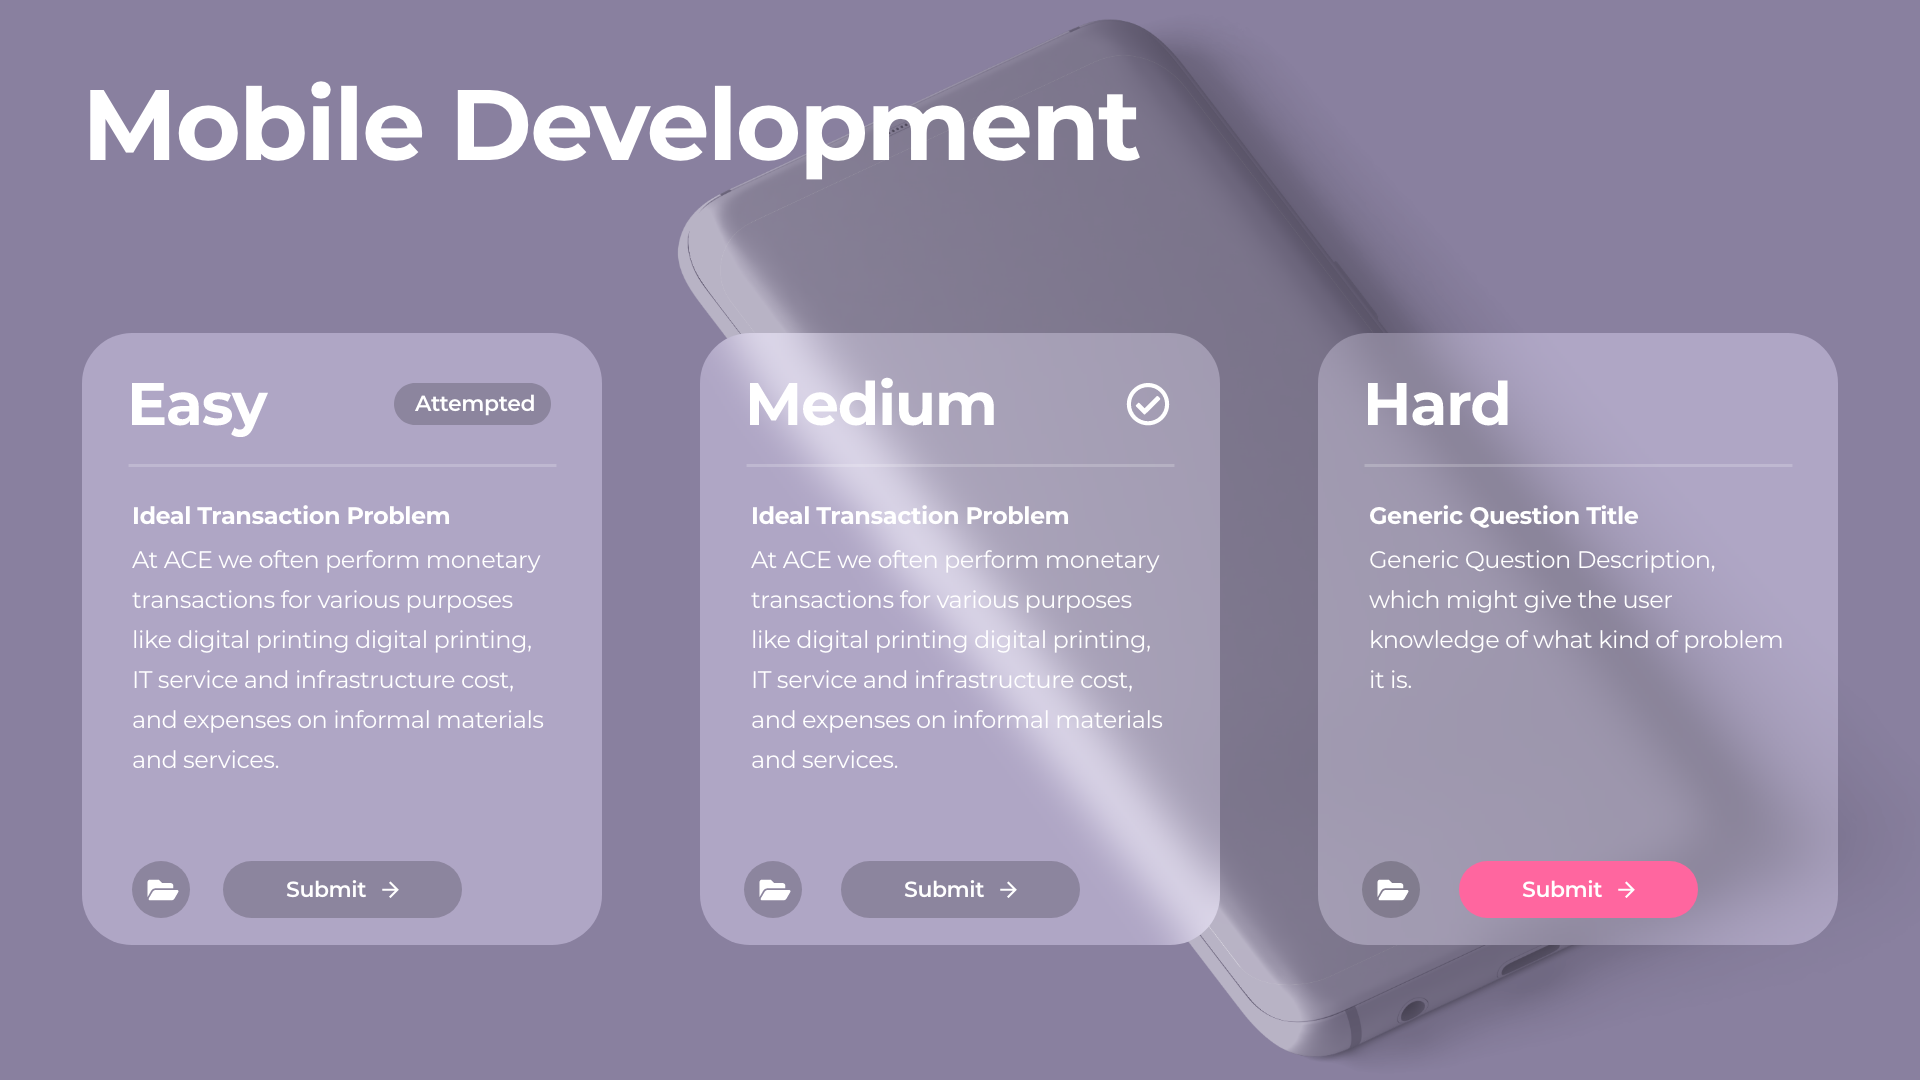 Mobile Development
Easy
Attempted
Ideal Transaction Problem
At ACE we often perform monetary
transactions for various purposes
like digital printing digital printing,
IT service and infrastructure cost,
and expenses on informal materials
and services.
Submit →
Medium
Ideal Transaction Problem
At ACE we often perform monetary
transactions for various purposes
like digital printing digital printing,
IT service and infrastructure cost,
and expenses on informal materials
and services.
Submit →
Hard
Generic Question Title
Generic Question Description,
which might give the user
knowledge of what kind of problem
it is.
Submit →